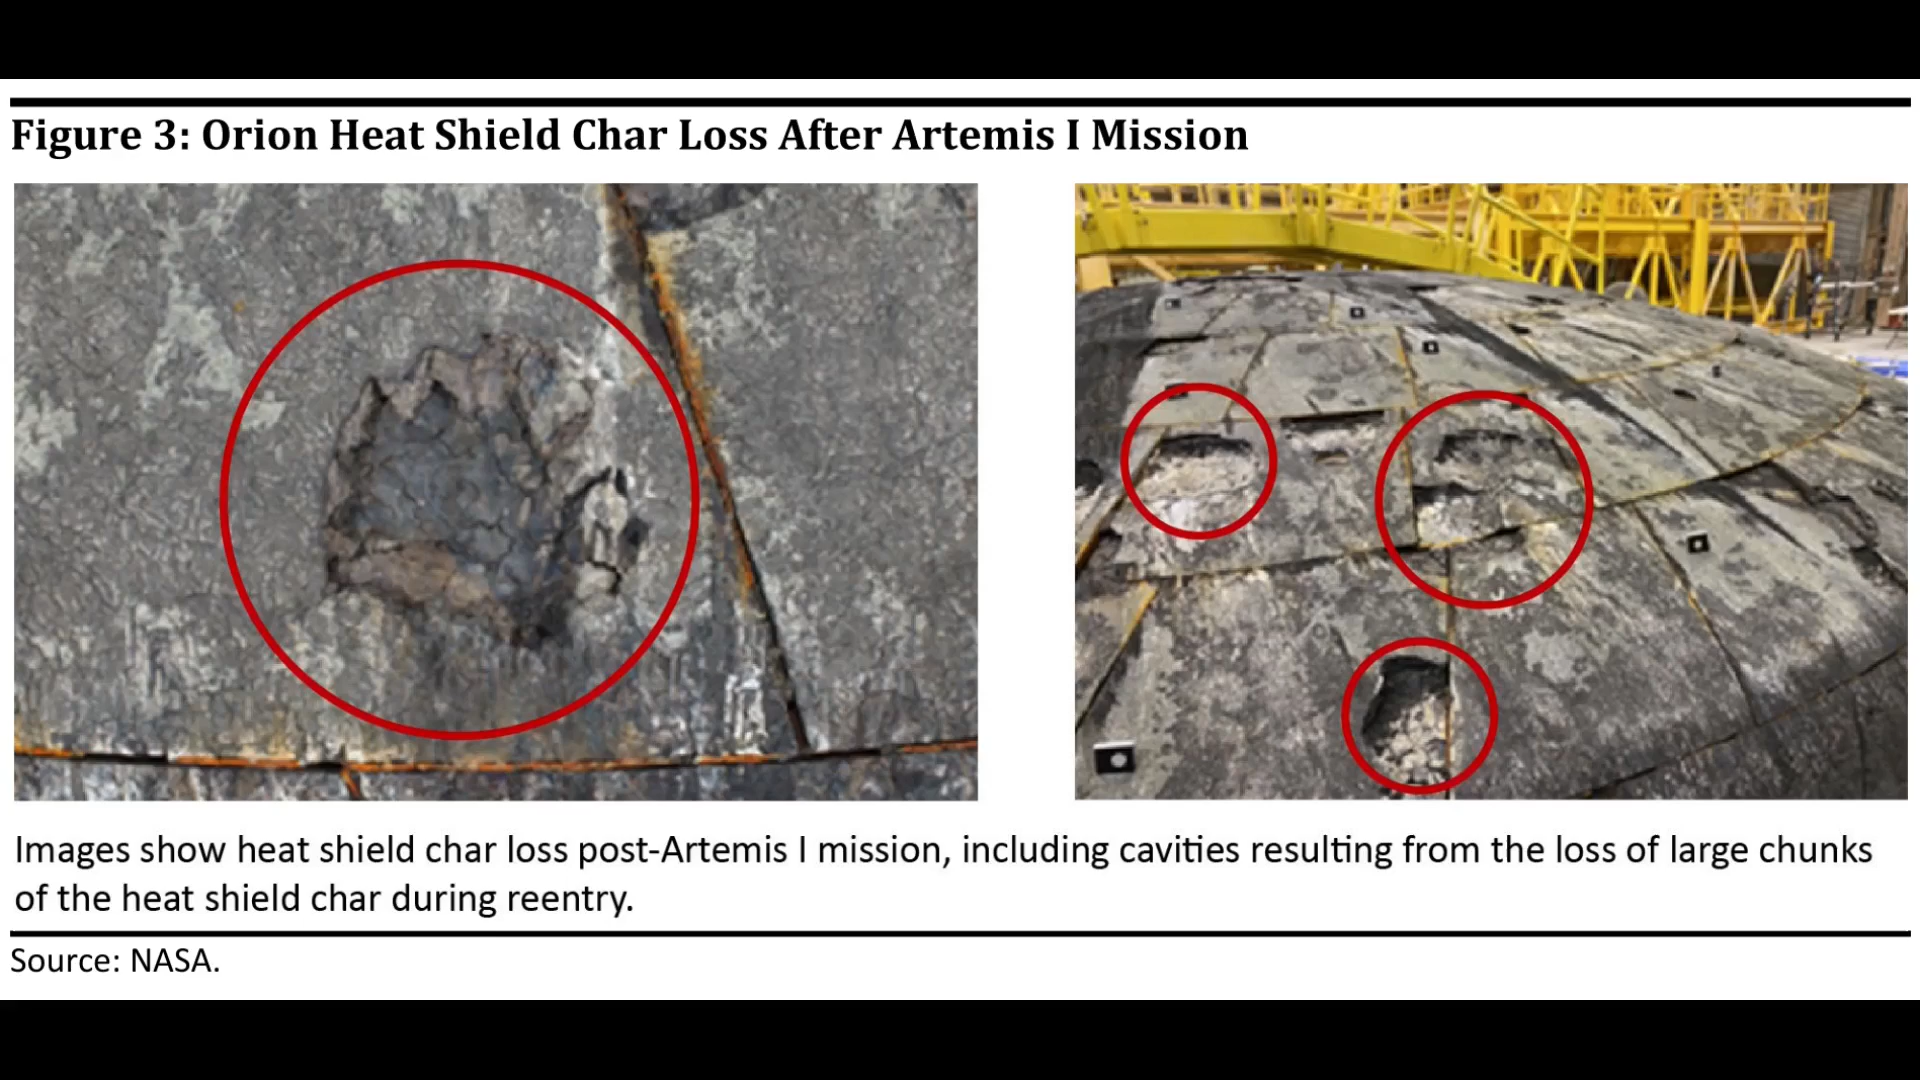 Figure 3: Orion Heat Shield Char Loss After Artemis I Mission
Images show heat shield char loss post-Artemis I mission, including cavities resulting from the loss of large chunks
of the heat shield char during reentry.
Source: NASA.